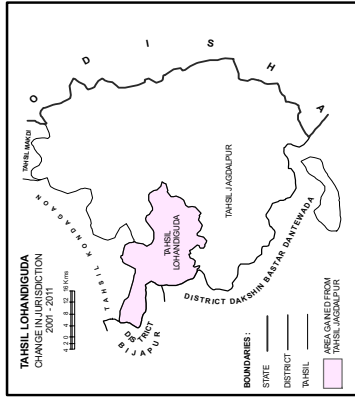 TAHSIL LOHANDIGUDA
CHANGE IN JURISDICTION
2001 - 2011
4 2 0 4 8 12 16 Kms
TAHSIL MAKDI
O D I S H A
TAHSIL KONDAGAON
TAHSIL
LOHANDIGUDA
TAHSIL JAGDALPUR
DISTRICT
BIJAPUR
DISTRICT DAKSHIN BASTAR DANTEWADA
BOUNDARIES :
STATE
DISTRICT
TAHSIL
AREA GAINED FROM
TAHSIL JAGDALPUR